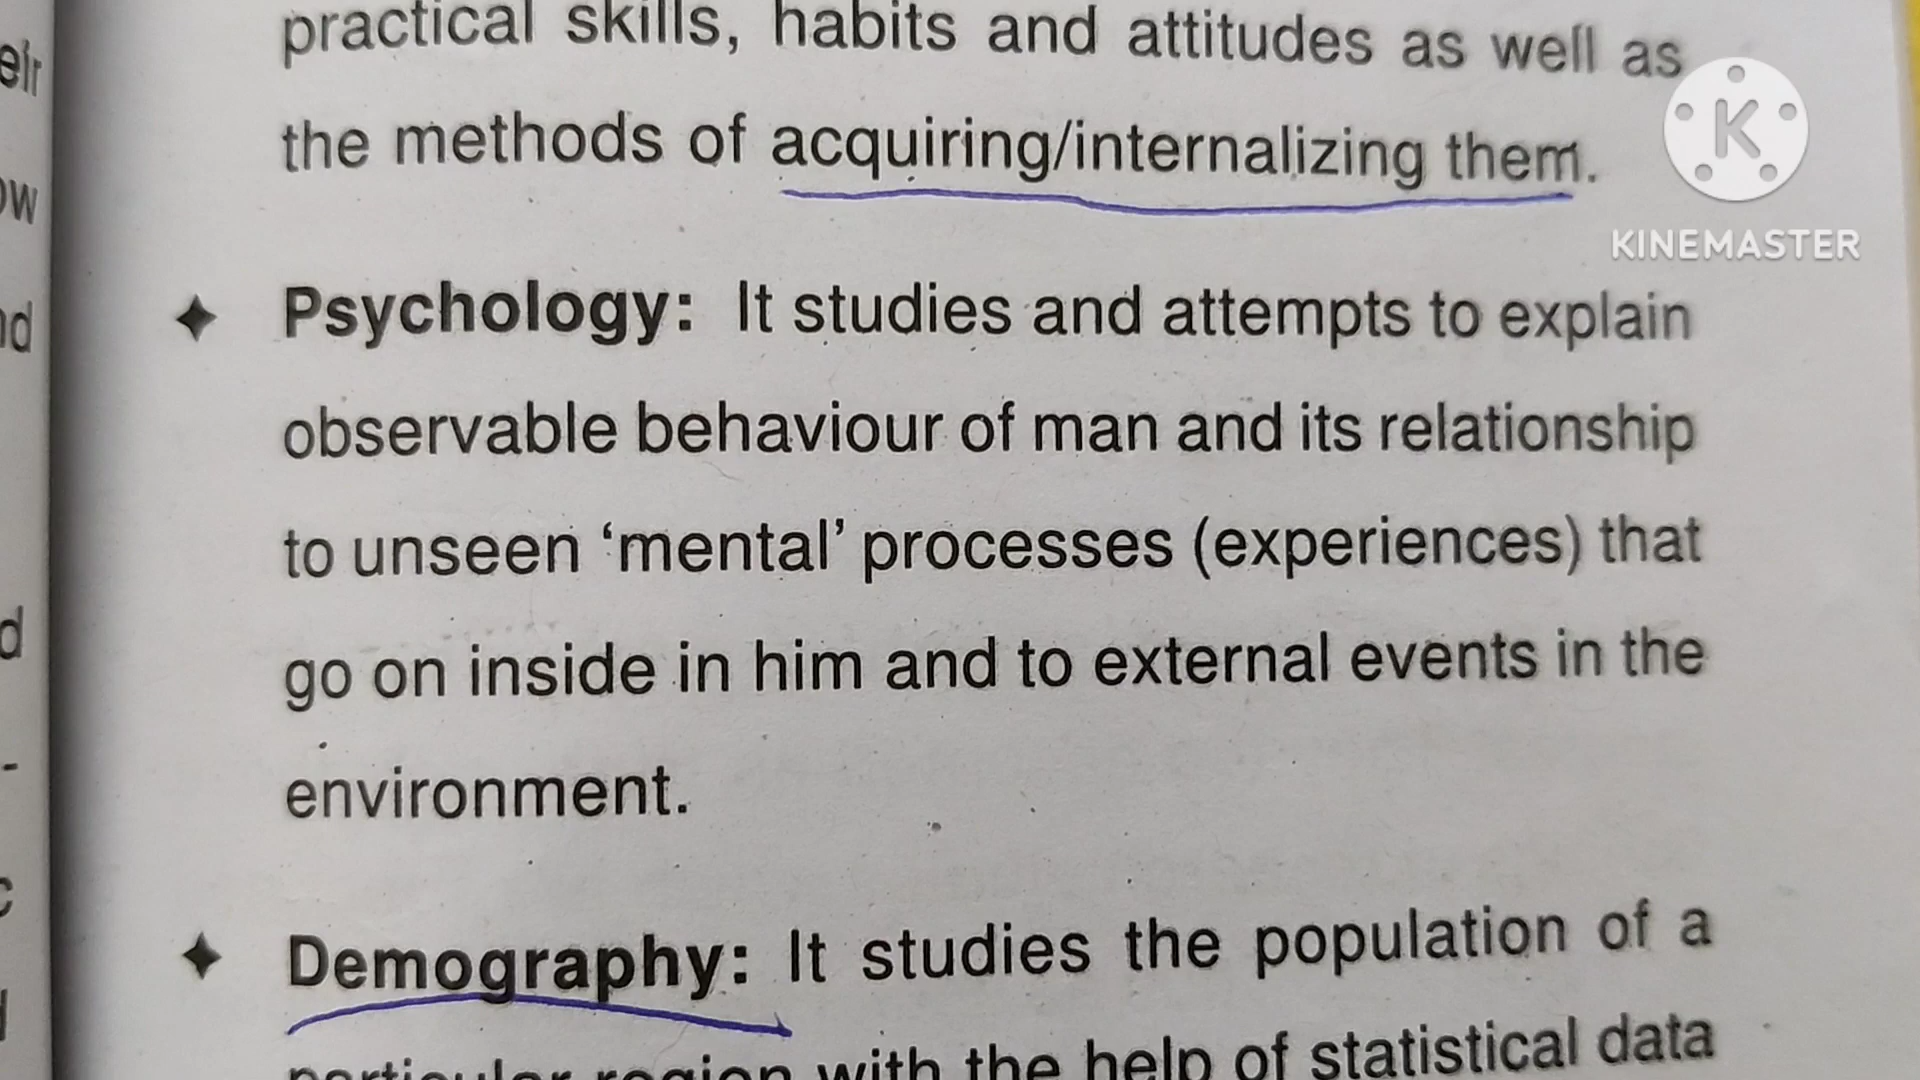 practical skills, habits and attitudes as well as
the methods of acquiring/internalizing them.
K
KINEMASTER
✦ Psychology: It studies and attempts to explain
observable behaviour of man and its relationship
to unseen ‘mental’ processes (experiences) that
go on inside in him and to external events in the
environment.
✦ Demography: It studies the population of a
particular region with the help of statistical data